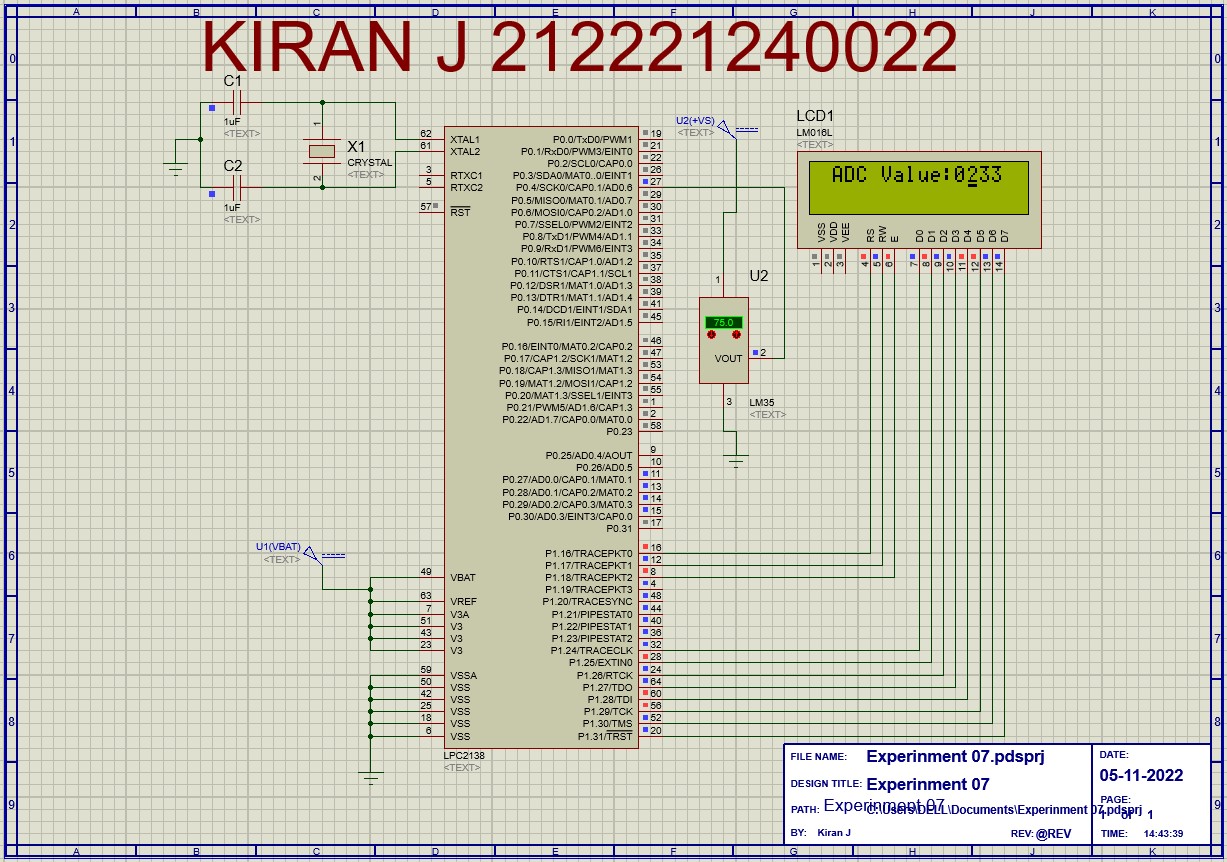 A B C D E F G H J K
KIRAN J 212221240022
0 0
1 1
2 2
3 3
4 4
5 5
6 6
7 7
8 8
9 9
C1
1uF
<TEXT>
C2
1uF
<TEXT>
1
X1
CRYSTAL
<TEXT>
2
62 XTAL1
61 XTAL2
3 RTXC1
5 RTXC2
57 RST
49 VBAT
63 VREF
7 V3A
51 V3
43 V3
23 V3
59 VSSA
50 VSS
42 VSS
25 VSS
18 VSS
6 VSS
P0.0/TxD0/PWM1 19
P0.1/RxD0/PWM3/EINT0 21
P0.2/SCL0/CAP0.0 22
P0.3/SDA0/MAT0..0/EINT1 26
P0.4/SCK0/CAP0.1/AD0.6 27
P0.5/MISO0/MAT0.1/AD0.7 29
P0.6/MOSI0/CAP0.2/AD1.0 30
P0.7/SSEL0/PWM2/EINT2 31
P0.8/TxD1/PWM4/AD1.1 33
P0.9/RxD1/PWM6/EINT3 34
P0.10/RTS1/CAP1.0/AD1.2 35
P0.11/CTS1/CAP1.1/SCL1 37
P0.12/DSR1/MAT1.0/AD1.3 38
P0.13/DTR1/MAT1.1/AD1.4 39
P0.14/DCD1/EINT1/SDA1 41
P0.15/RI1/EINT2/AD1.5 45
P0.16/EINT0/MAT0.2/CAP0.2 46
P0.17/CAP1.2/SCK1/MAT1.2 47
P0.18/CAP1.3/MISO1/MAT1.3 53
P0.19/MAT1.2/MOSI1/CAP1.2 54
P0.20/MAT1.3/SSEL1/EINT3 55
P0.21/PWM5/AD1.6/CAP1.3 1
P0.22/AD1.7/CAP0.0/MAT0.0 2
P0.23 58
P0.25/AD0.4/AOUT 9
P0.26/AD0.5 10
P0.27/AD0.0/CAP0.1/MAT0.1 11
P0.28/AD0.1/CAP0.2/MAT0.2 13
P0.29/AD0.2/CAP0.3/MAT0.3 14
P0.30/AD0.3/EINT3/CAP0.0 15
P0.31 17
P1.16/TRACEPKT0 16
P1.17/TRACEPKT1 12
P1.18/TRACEPKT2 8
P1.19/TRACEPKT3 4
P1.20/TRACESYNC 48
P1.21/PIPESTAT0 44
P1.22/PIPESTAT1 40
P1.23/PIPESTAT2 36
P1.24/TRACECLK 32
P1.25/EXTIN0 28
P1.26/RTCK 24
P1.27/TDO 64
P1.28/TDI 60
P1.29/TCK 56
P1.30/TMS 52
P1.31/TRST 20
LPC2138
<TEXT>
U1(VBAT)
<TEXT>
U2(+VS)
<TEXT>
1
U2
75.0
VOUT 2
3
LM35
<TEXT>
LCD1
LM016L
<TEXT>
ADC Value:0233
VSS VDD VEE RS RW E D0 D1 D2 D3 D4 D5 D6 D7
1 2 3 4 5 6 7 8 9 10 11 12 13 14
FILE NAME: Experinment 07.pdsprj
DESIGN TITLE: Experinment 07
PATH: Experinment 07
C:\Users\DELL\Documents\Experinment 07.pdsprj
BY: Kiran J
REV: @REV
DATE:
05-11-2022
PAGE:
1 of 1
TIME: 14:43:39
A B C D E F G H J K